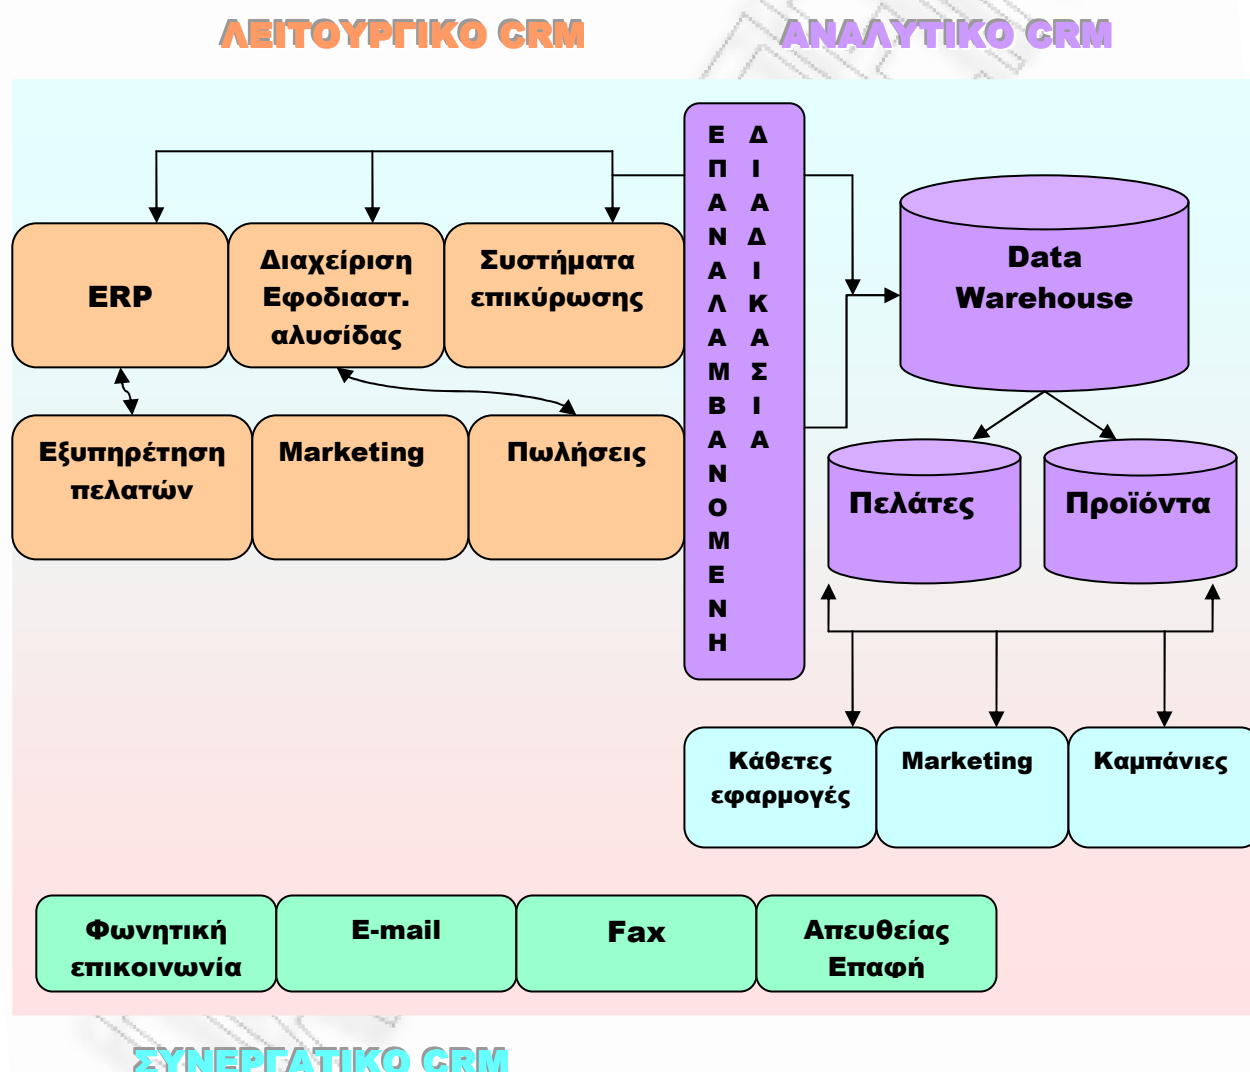 ΛΕΙΤΟΥΡΓΙΚΟ CRM
ΑΝΑΛΥΤΙΚΟ CRM
ΕΠΑΝΑΛΑΜΒΑΝΟΜΕΝΗ
ΔΙΑΔΙΚΑΣΙΑ
ERP
Διαχείριση
Εφοδιαστ.
αλυσίδας
Συστήματα
επικύρωσης
Data
Warehouse
Εξυπηρέτηση
πελατών
Marketing
Πωλήσεις
Πελάτες
Προϊόντα
Κάθετες
εφαρμογές
Marketing
Καμπάνιες
Φωνητική
επικοινωνία
E-mail
Fax
Απευθείας
Επαφή
ΣΥΝΕΡΓΑΤΙΚΟ CRM